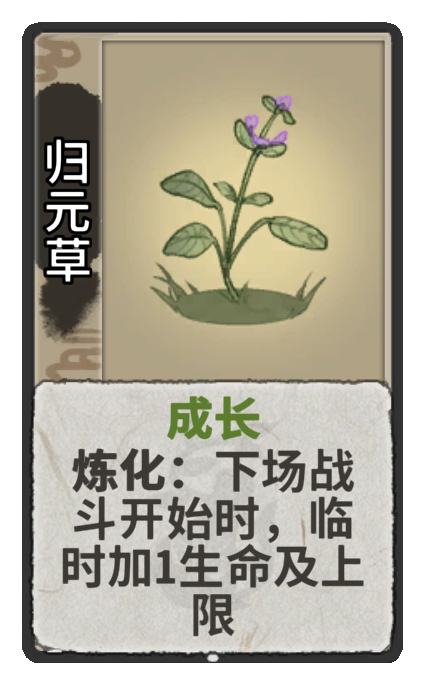 归元草
成长
炼化：下场战
斗开始时，临
时加1生命及上
限